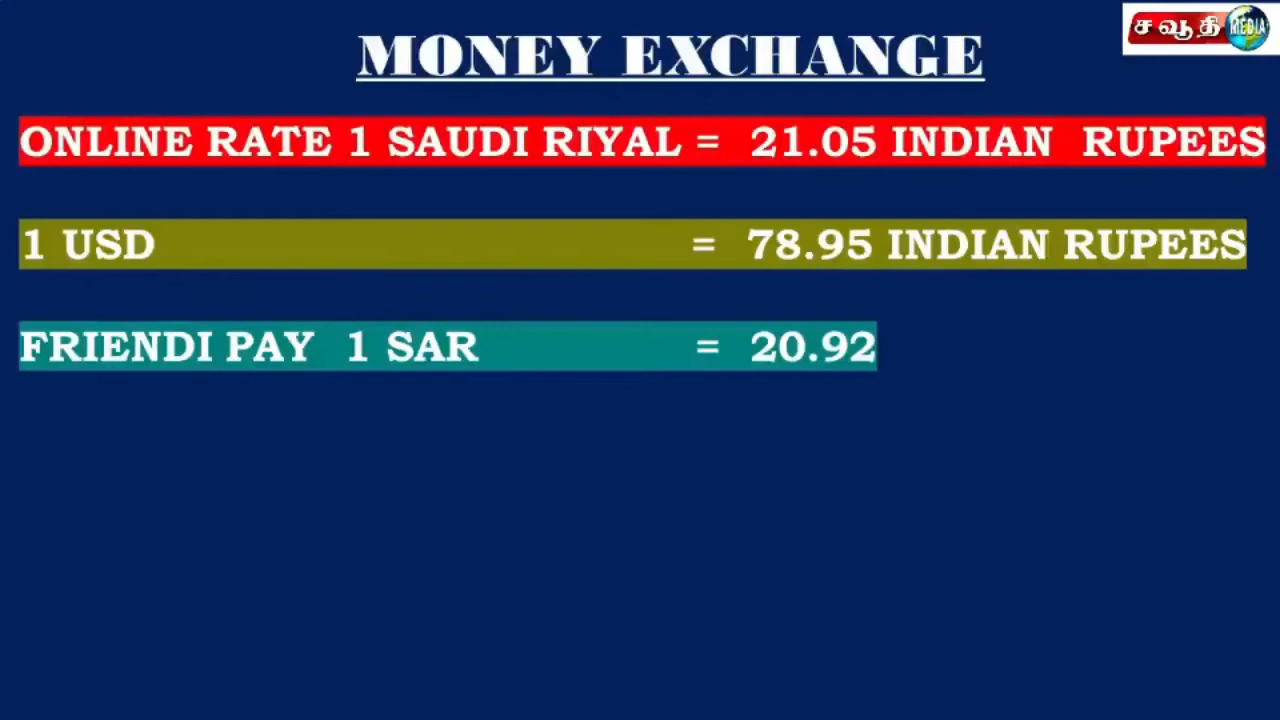 MONEY EXCHANGE
சவூதி MEDIA
ONLINE RATE 1 SAUDI RIYAL = 21.05 INDIAN RUPEES
1 USD = 78.95 INDIAN RUPEES
FRIENDI PAY 1 SAR = 20.92